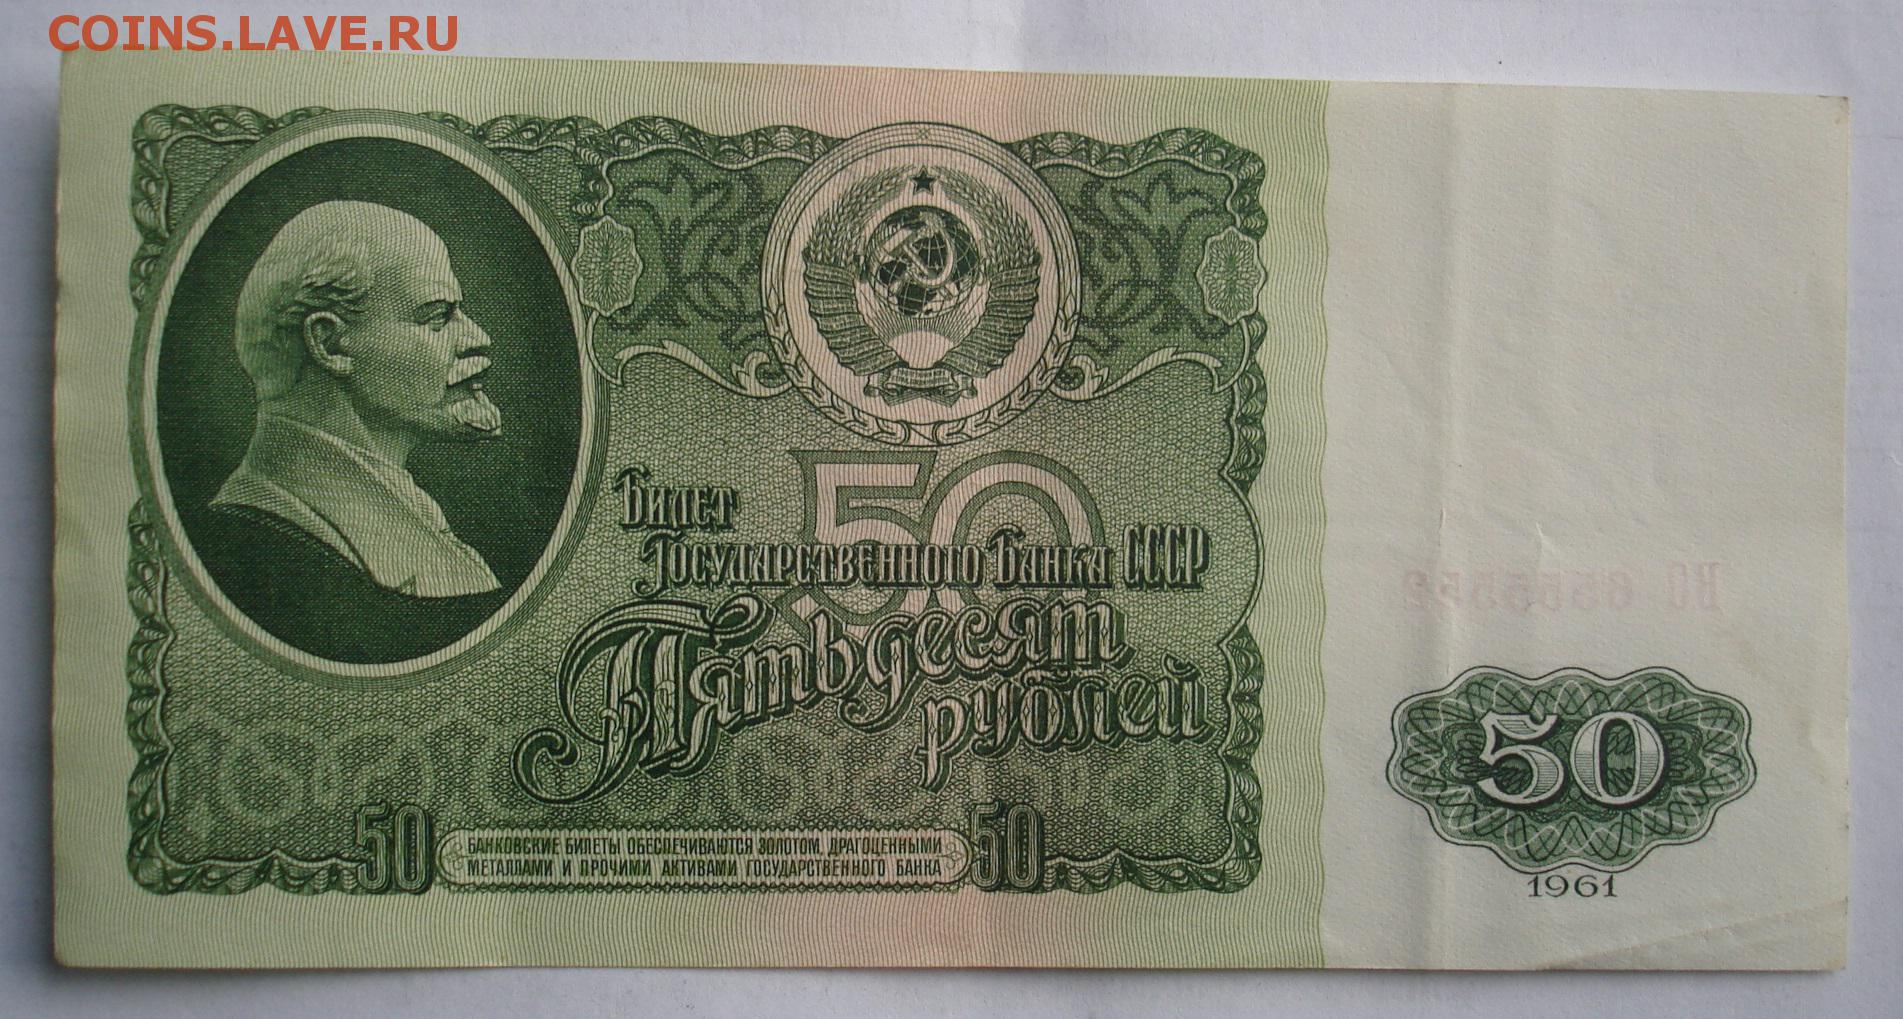 COINS.LAVE.RU
50
Билет
Государственного Банка СССР
Пятьдесят
рублей
50
50 БАНКОВСКИЕ БИЛЕТЫ ОБЕСПЕЧИВАЮТСЯ ЗОЛОТОМ, ДРАГОЦЕННЫМИ 50
МЕТАЛЛАМИ И ПРОЧИМИ АКТИВАМИ ГОСУДАРСТВЕННОГО БАНКА
1961